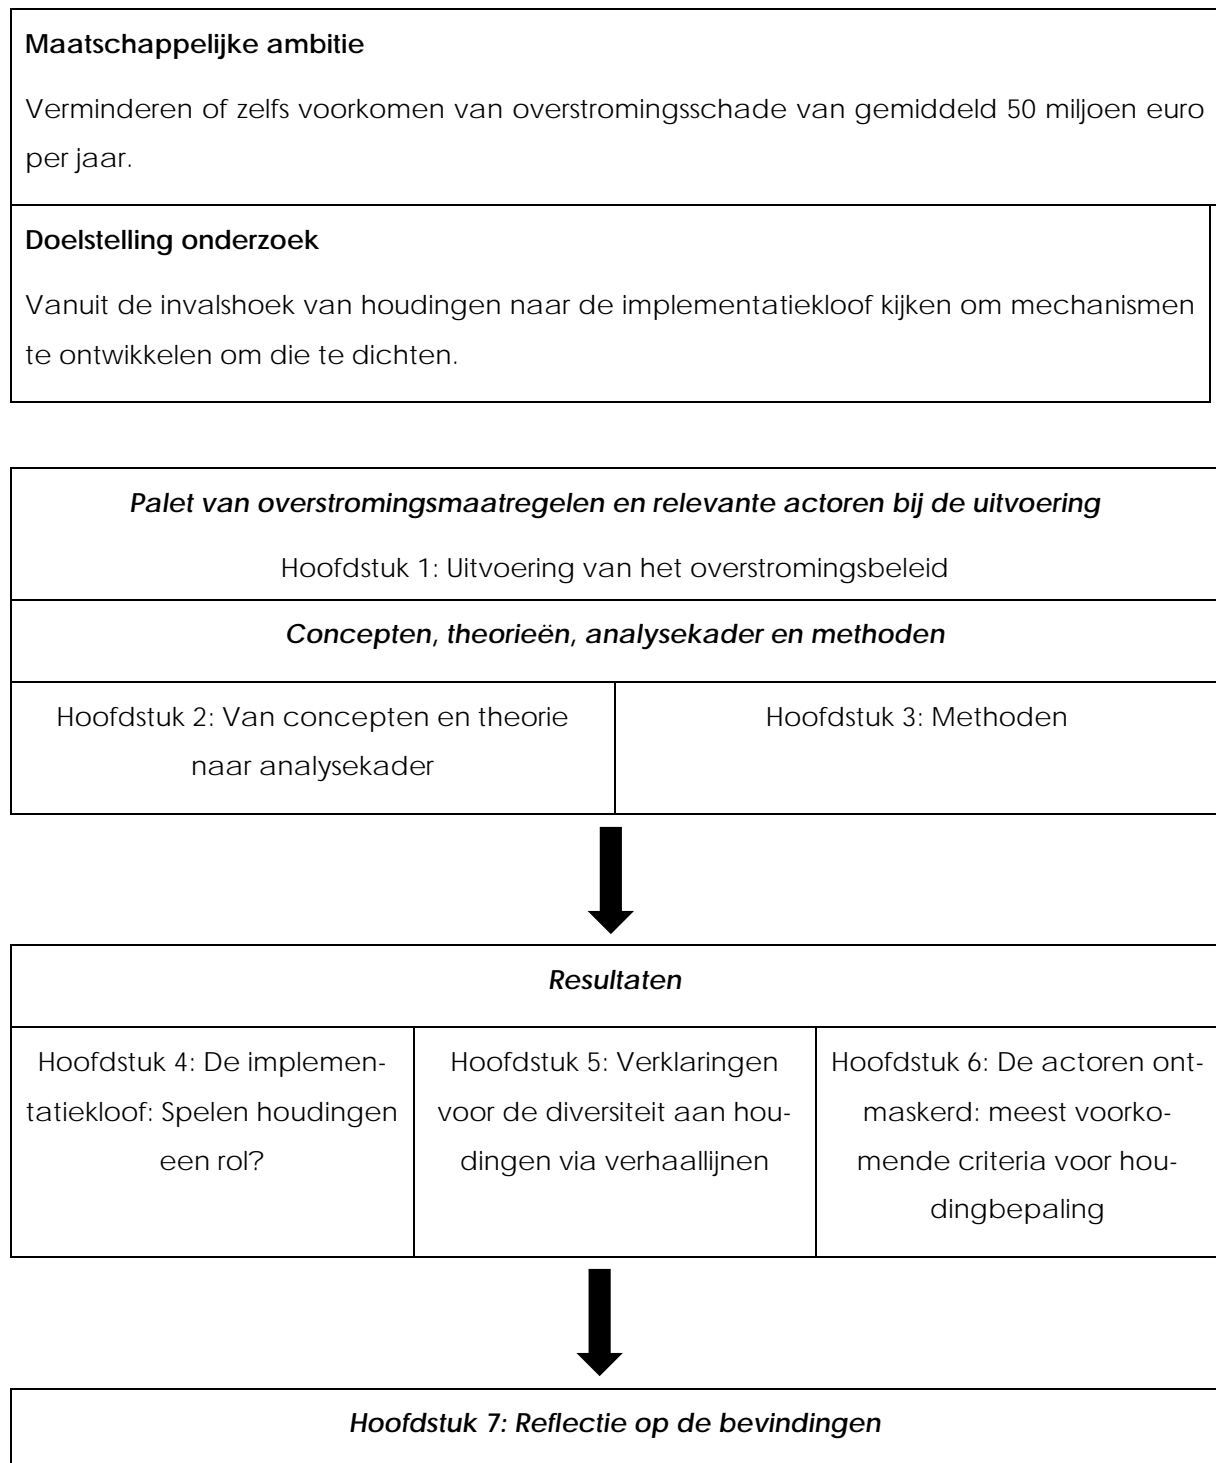 Maatschappelijke ambitie
Verminderen of zelfs voorkomen van overstromingsschade van gemiddeld 50 miljoen euro
per jaar.
Doelstelling onderzoek
Vanuit de invalshoek van houdingen naar de implementatiekloof kijken om mechanismen
te ontwikkelen om die te dichten.
Palet van overstromingsmaatregelen en relevante actoren bij de uitvoering
Hoofdstuk 1: Uitvoering van het overstromingsbeleid
Concepten, theorieën, analysekader en methoden
Hoofdstuk 2: Van concepten en theorie
naar analysekader
Hoofdstuk 3: Methoden
Resultaten
Hoofdstuk 4: De implemen-
tatiekloof: Spelen houdingen
een rol?
Hoofdstuk 5: Verklaringen
voor de diversiteit aan hou-
dingen via verhaallijnen
Hoofdstuk 6: De actoren ont-
maskerd: meest voorko-
mende criteria voor hou-
dingbepaling
Hoofdstuk 7: Reflectie op de bevindingen